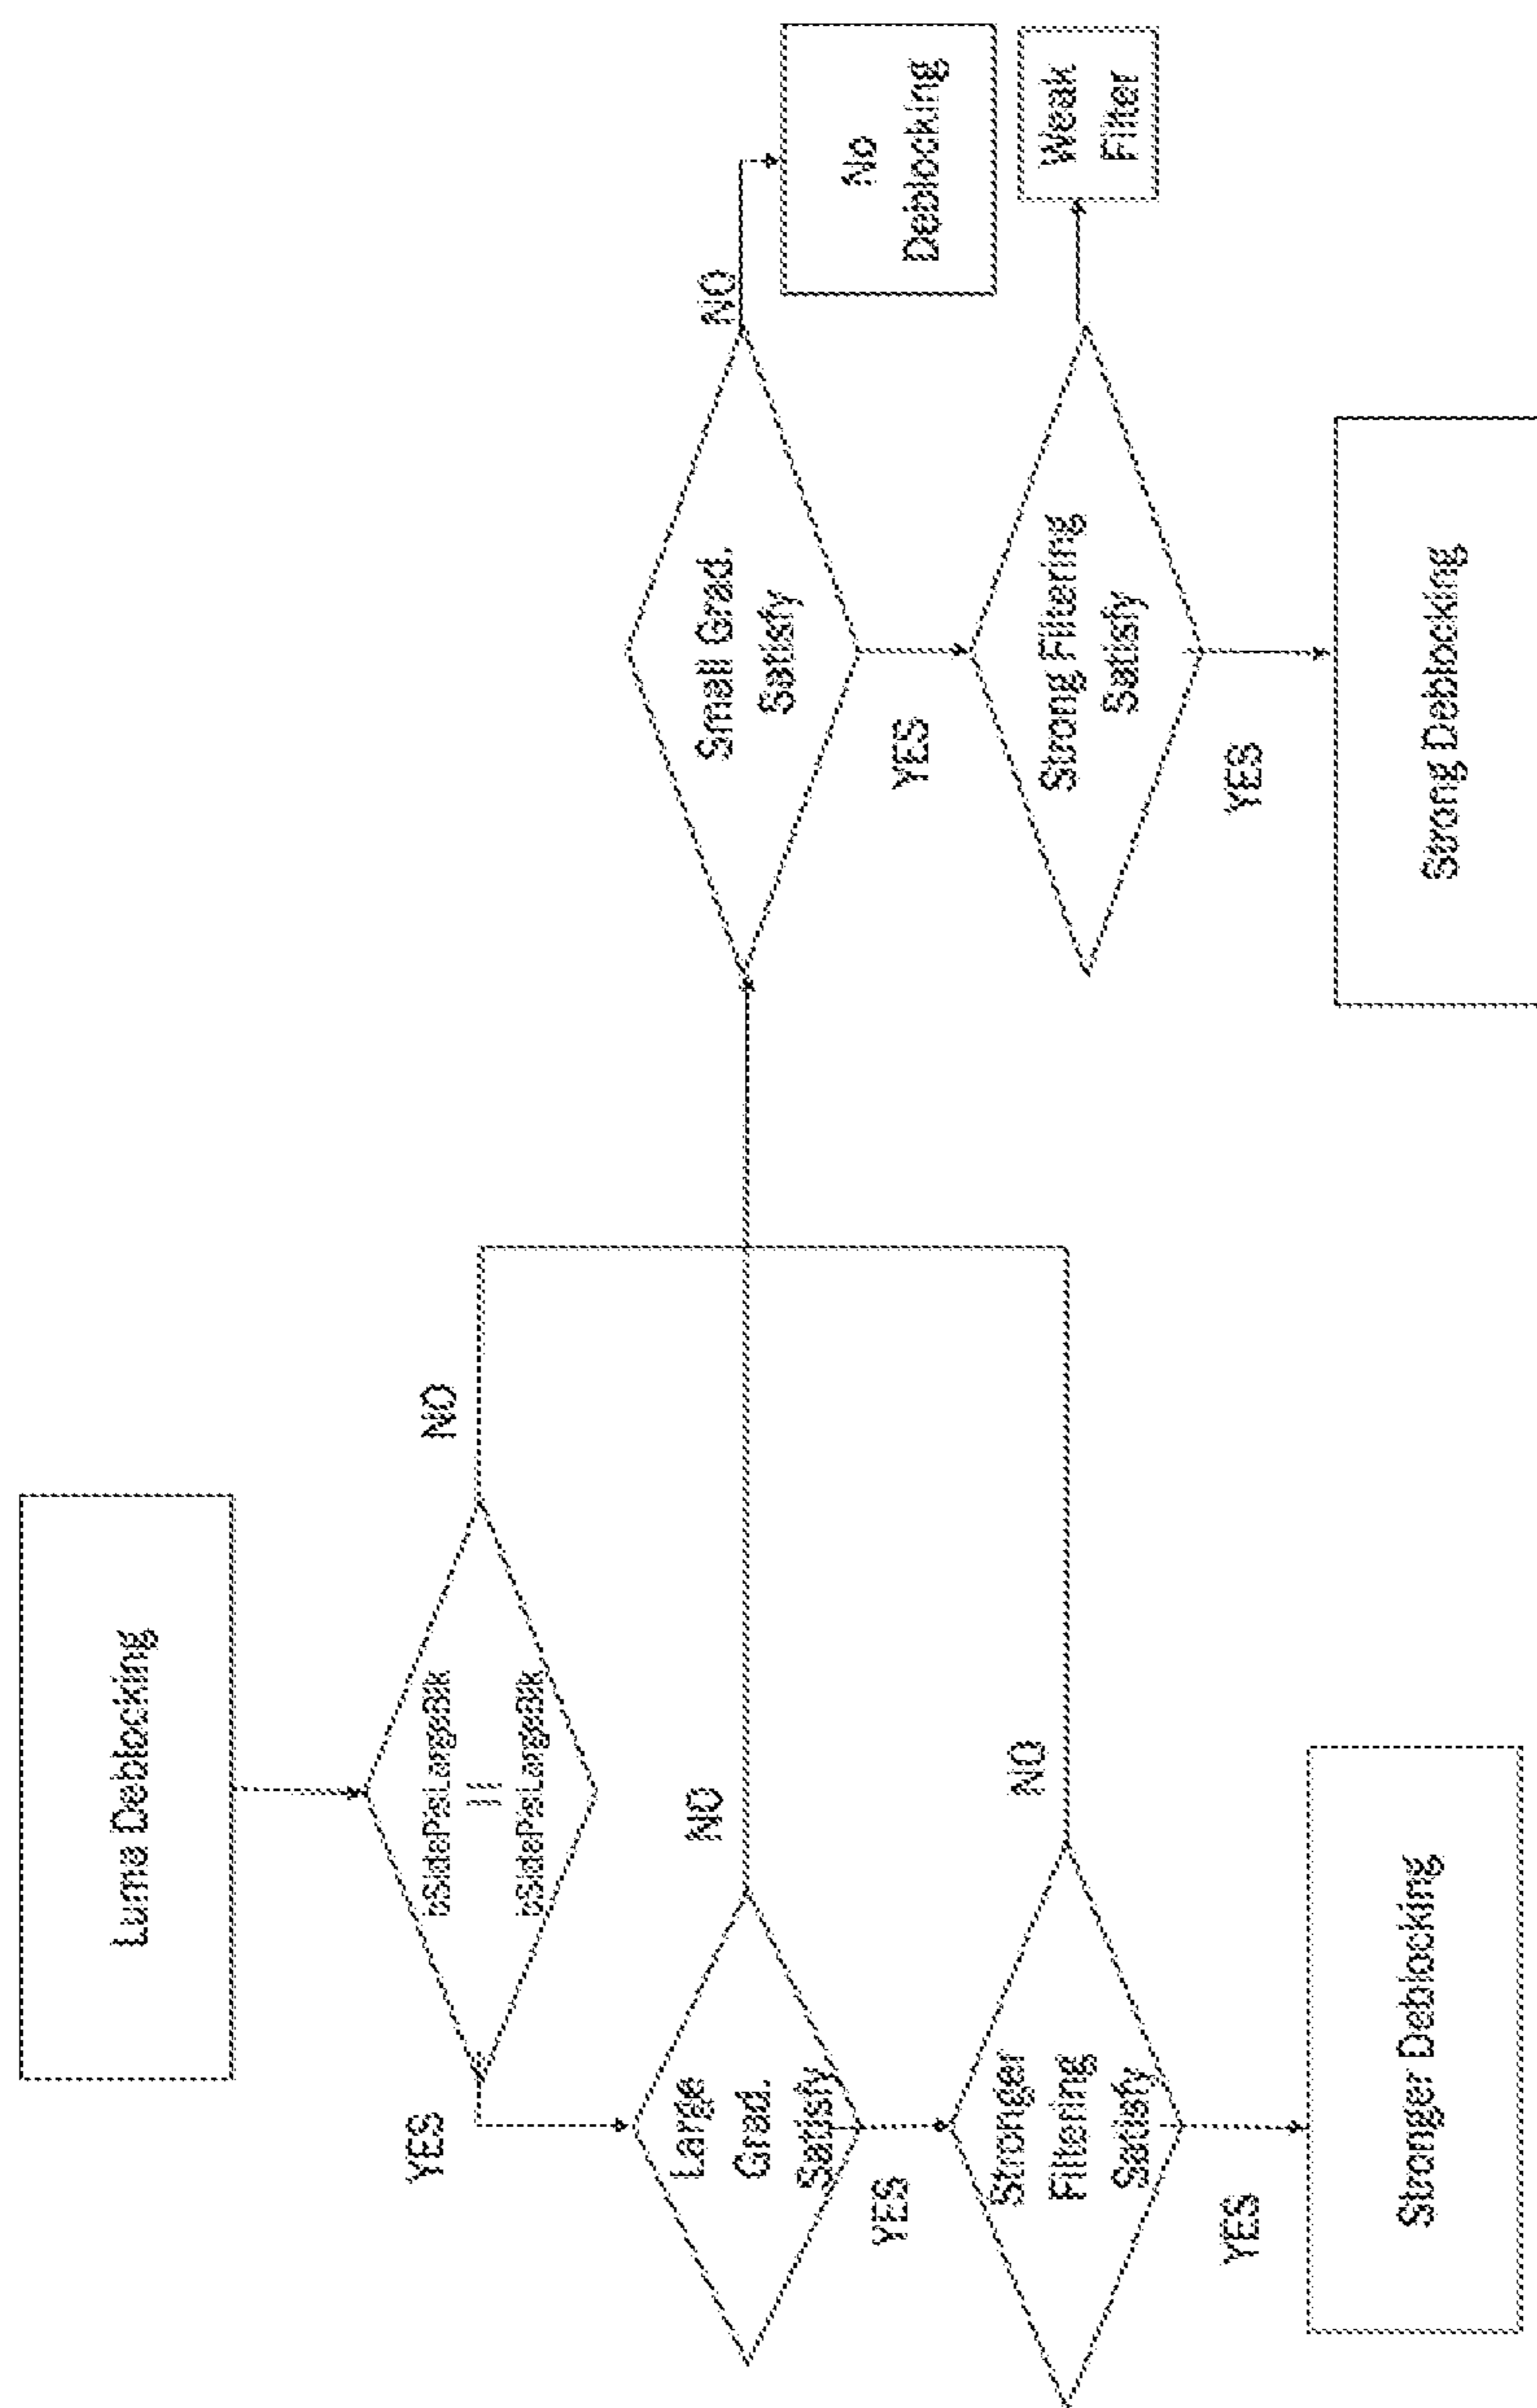 Luma Deblocking
bSidePisLargeBlk
||
bSidePisLargeBlk
NO
YES
Large
Grad.
Satisfy
NO
YES
Stronger
Filtering
Satisfy
NO
YES
Stronger Deblocking
Small Grad.
Satisfy
NO
No
Deblocking
YES
Strong Filtering
Satisfy
Weak
Filter
YES
Strong Deblocking